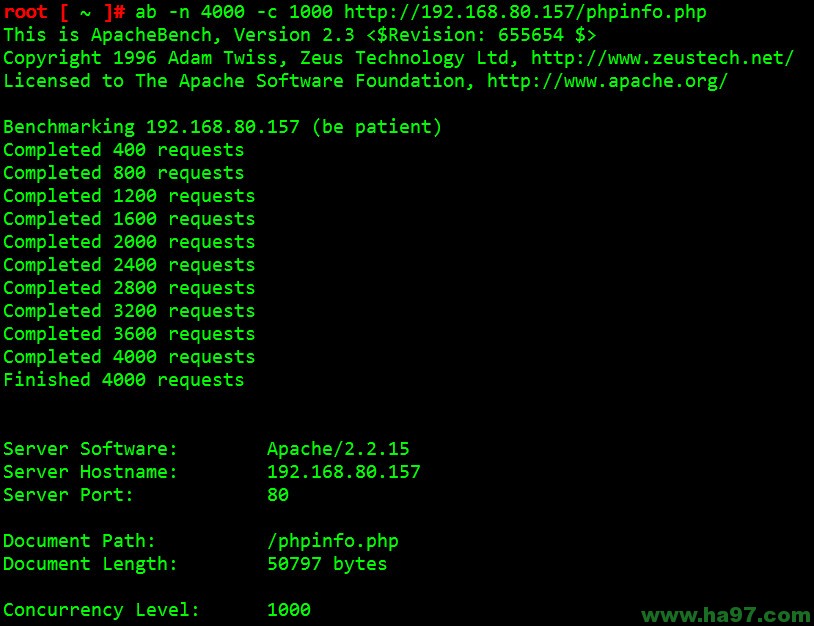 root [ ~ ]# ab -n 4000 -c 1000 http://192.168.80.157/phpinfo.php
This is ApacheBench, Version 2.3 <$Revision: 655654 $>
Copyright 1996 Adam Twiss, Zeus Technology Ltd, http://www.zeustech.net/
Licensed to The Apache Software Foundation, http://www.apache.org/

Benchmarking 192.168.80.157 (be patient)
Completed 400 requests
Completed 800 requests
Completed 1200 requests
Completed 1600 requests
Completed 2000 requests
Completed 2400 requests
Completed 2800 requests
Completed 3200 requests
Completed 3600 requests
Completed 4000 requests
Finished 4000 requests

Server Software:        Apache/2.2.15
Server Hostname:        192.168.80.157
Server Port:            80

Document Path:          /phpinfo.php
Document Length:        50797 bytes

Concurrency Level:      1000
www.ha97.com